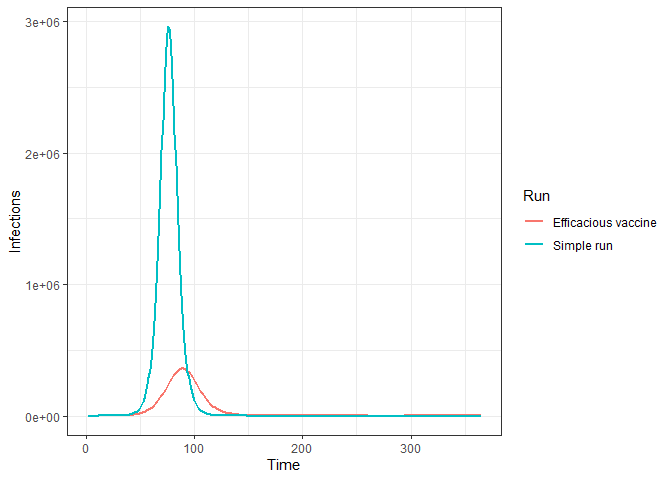 3e+06
2e+06
1e+06
0e+00
Infections
0
100
200
300
Time
Run
Efficacious vaccine
Simple run